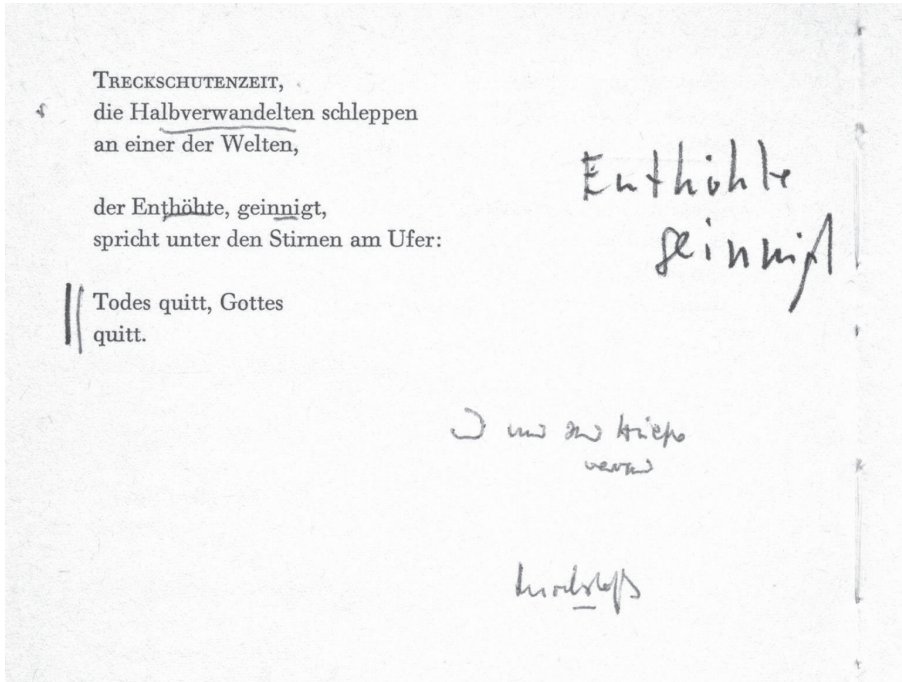 TRECKSCHUTENZEIT,
die Halbverwandelten schleppen
an einer der Welten,
der Enthöhte, geinnigt,
spricht unter den Stirnen am Ufer:
Todes quitt, Gottes
quitt.
Enthöhte
geinnigt